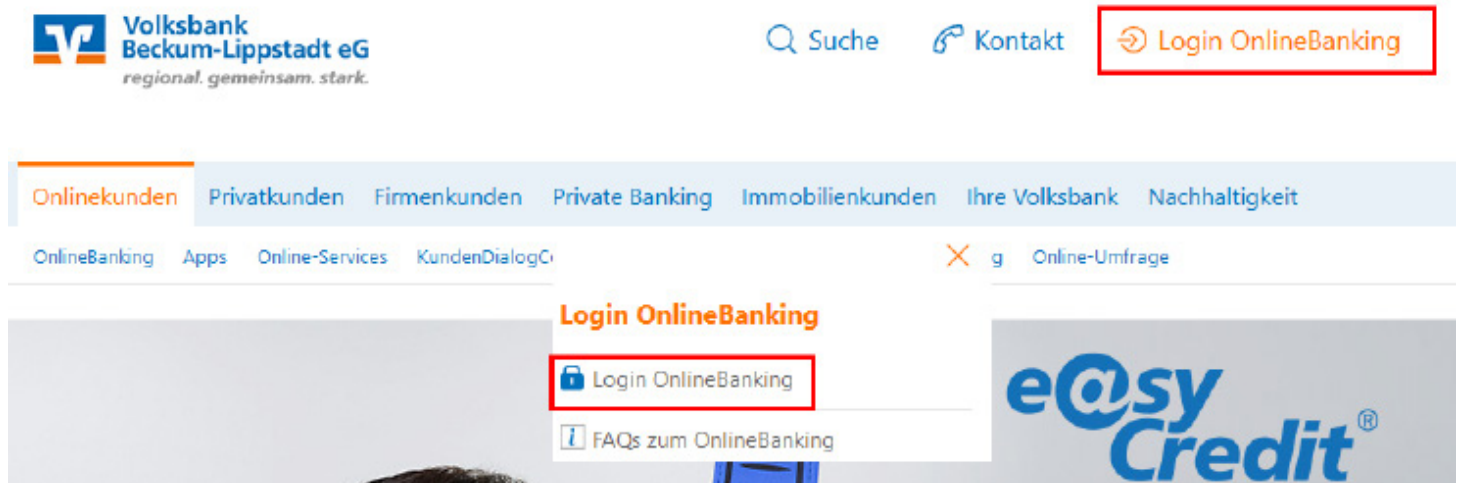 Volksbank
Beckum-Lippstadt eG
regional. gemeinsam. stark.
Suche Kontakt Login OnlineBanking
Onlinekunden Privatkunden Firmenkunden Private Banking Immobilienkunden Ihre Volksbank Nachhaltigkeit
OnlineBanking Apps Online-Services g Online-Umfrage
Login OnlineBanking
Login OnlineBanking
FAQs zum OnlineBanking
e@sy
Credit®